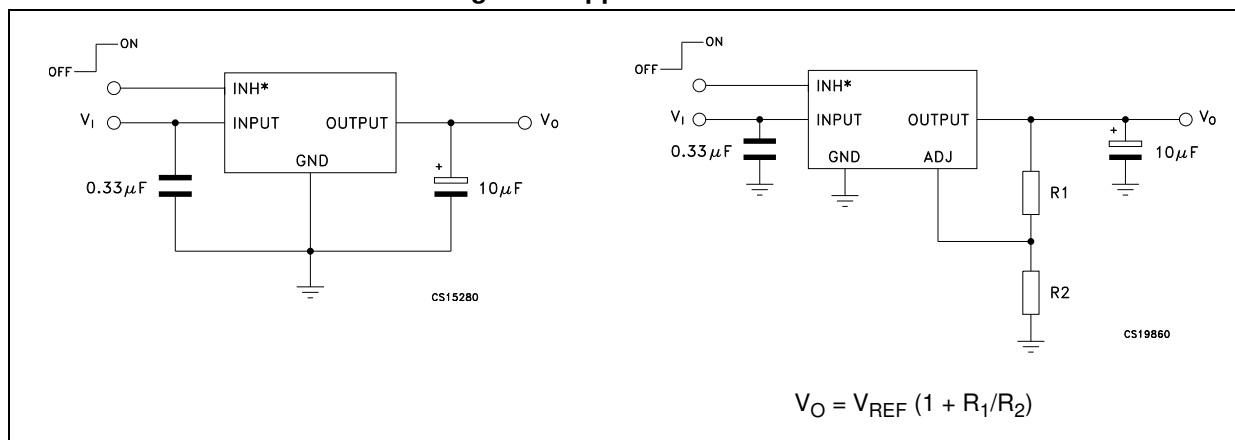 OFF
ON
INH*
V_I
INPUT
OUTPUT
V_O
GND
0.33μF
+
10μF
CS15280
OFF
ON
INH*
V_I
INPUT
OUTPUT
V_O
0.33μF
GND
ADJ
+
10μF
R1
R2
CS19860
V_O = V_REF (1 + R_1/R_2)